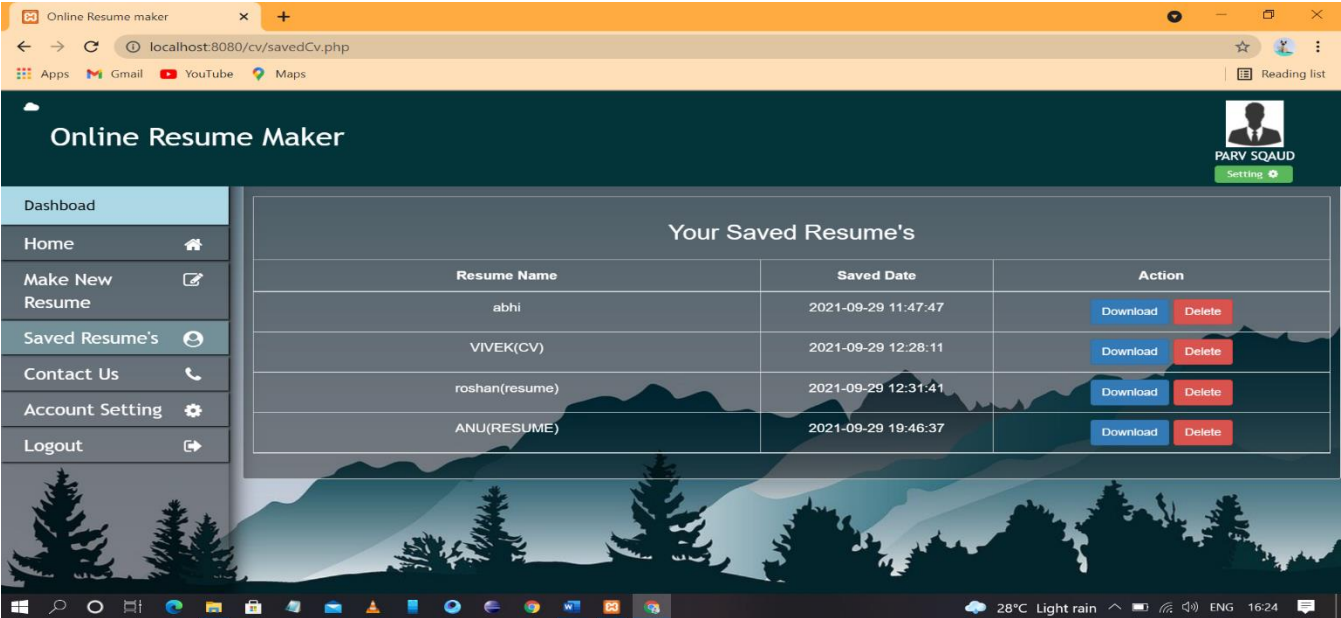 Online Resume maker
localhost:8080/cv/savedCv.php
Apps Gmail YouTube Maps Reading list
Online Resume Maker
PARV SQAUD
Setting
Dashboad
Home
Make New
Resume
Saved Resume's
Contact Us
Account Setting
Logout
Your Saved Resume's
Resume Name Saved Date Action
abhi 2021-09-29 11:47:47 Download Delete
VIVEK(CV) 2021-09-29 12:28:11 Download Delete
roshan(resume) 2021-09-29 12:31:41 Download Delete
ANU(RESUME) 2021-09-29 19:46:37 Download Delete
28°C Light rain ENG 16:24